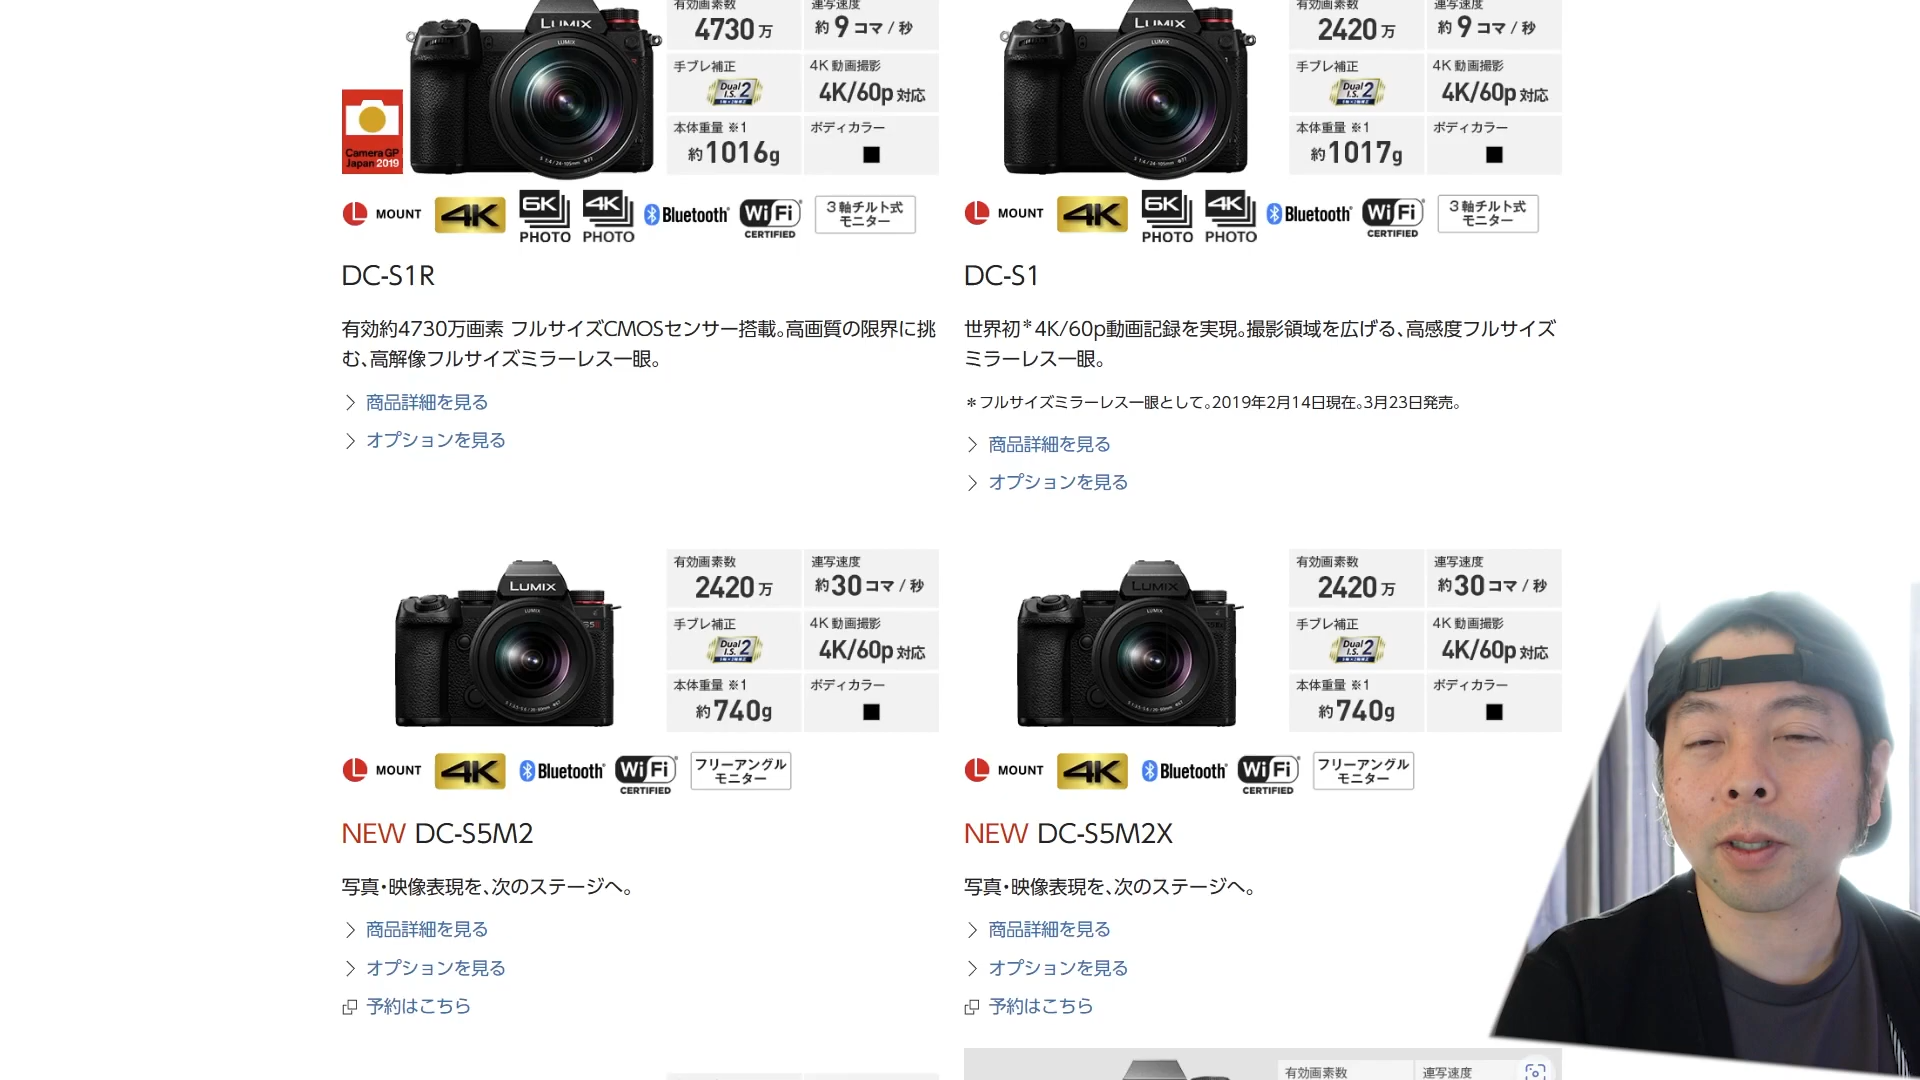 有効画素数
4730万
連写速度
約9コマ/秒
手ブレ補正
Dual I.S. 2
4K動画撮影
4K/60p対応
本体重量 ※1
約1016g
ボディカラー
LUMIX
LUMIX
Camera GP
Japan 2019
L MOUNT 4K 6K PHOTO 4K PHOTO Bluetooth® Wi Fi CERTIFIED 3軸チルト式モニター
DC-S1R
有効約4730万画素 フルサイズCMOSセンサー搭載。高画質の限界に挑
む、高解像フルサイズミラーレス一眼。
商品詳細を見る
オプションを見る
有効画素数
2420万
連写速度
約9コマ/秒
手ブレ補正
Dual I.S. 2
4K動画撮影
4K/60p対応
本体重量 ※1
約1017g
ボディカラー
LUMIX
LUMIX
L MOUNT 4K 6K PHOTO 4K PHOTO Bluetooth® Wi Fi CERTIFIED 3軸チルト式モニター
DC-S1
世界初＊4K/60p動画記録を実現。撮影領域を広げる、高感度フルサイズ
ミラーレス一眼。
＊フルサイズミラーレス一眼として。2019年2月14日現在。3月23日発売。
商品詳細を見る
オプションを見る
有効画素数
2420万
連写速度
約30コマ/秒
手ブレ補正
Dual I.S. 2
4K動画撮影
4K/60p対応
本体重量 ※1
約740g
ボディカラー
LUMIX
LUMIX
L MOUNT 4K Bluetooth® Wi Fi CERTIFIED フリーアングルモニター
NEW DC-S5M2
写真・映像表現を、次のステージへ。
商品詳細を見る
オプションを見る
予約はこちら
有効画素数
2420万
連写速度
約30コマ/秒
手ブレ補正
Dual I.S. 2
4K動画撮影
4K/60p対応
本体重量 ※1
約740g
ボディカラー
LUMIX
LUMIX
L MOUNT 4K Bluetooth® Wi Fi CERTIFIED フリーアングルモニター
NEW DC-S5M2X
写真・映像表現を、次のステージへ。
商品詳細を見る
オプションを見る
予約はこちら
有効画素数
連写速度